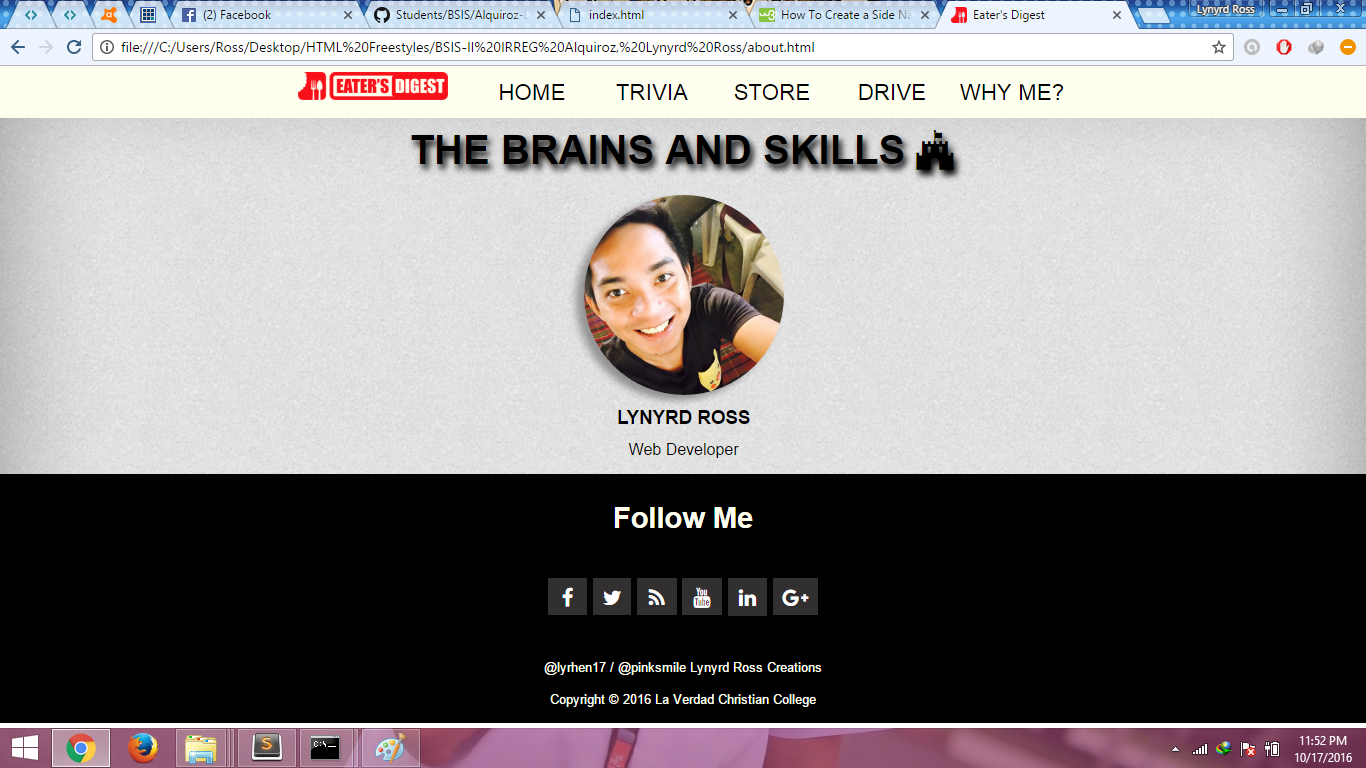 Lynyrd Ross
(2) Facebook
Students/BSIS/Alquiroz-
index.html
How To Create a Side Na
Eater's Digest
file:///C:/Users/Ross/Desktop/HTML%20Freestyles/BSIS-II%20IRREG%20Alquiroz,%20Lynyrd%20Ross/about.html
EATER'S DIGEST
HOME TRIVIA STORE DRIVE WHY ME?
THE BRAINS AND SKILLS
LYNYRD ROSS
Web Developer
Follow Me
You Tube
@lyrhen17 / @pinksmile Lynyrd Ross Creations
Copyright © 2016 La Verdad Christian College
11:52 PM
10/17/2016